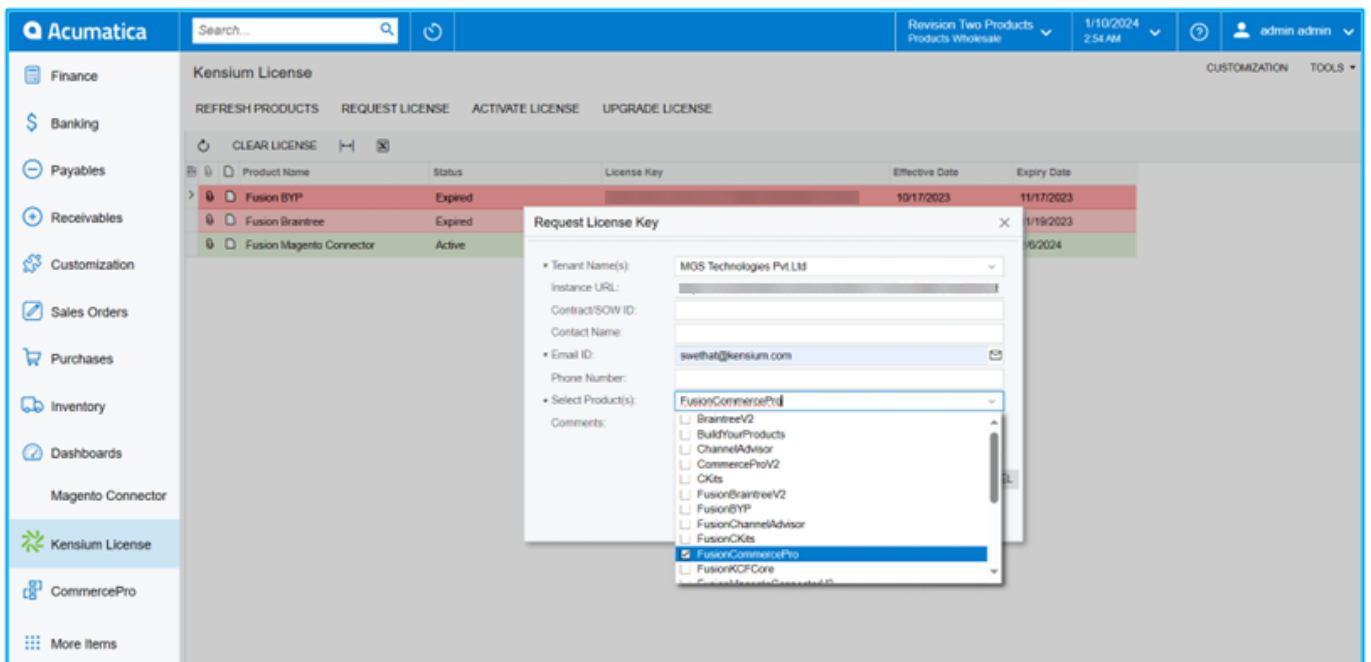 Acumatica
Search...
Revision Two Products
Products Wholesale
1/10/2024
2:54 AM
admin admin
Finance
Banking
Payables
Receivables
Customization
Sales Orders
Purchases
Inventory
Dashboards
Magento Connector
Kensium License
CommercePro
More Items
Kensium License
CUSTOMIZATION TOOLS
REFRESH PRODUCTS REQUEST LICENSE ACTIVATE LICENSE UPGRADE LICENSE
CLEAR LICENSE
Product Name Status License Key Effective Date Expiry Date
Fusion BYP Expired 10/17/2023 11/17/2023
Fusion Braintree Expired 1/19/2023
Fusion Magento Connector Active /6/2024
Request License Key
Tenant Name(s): MGS Technologies Pvt.Ltd
Instance URL:
Contract/SOW ID:
Contact Name:
Email ID: swethat@kensium.com
Phone Number:
Select Product(s): FusionCommercePro
Comments:
BraintreeV2
BuildYourProducts
ChannelAdvisor
CommerceProV2
CKits
FusionBraintreeV2
FusionBYP
FusionChannelAdvisor
FusionCKits
FusionCommercePro
FusionKCFCore